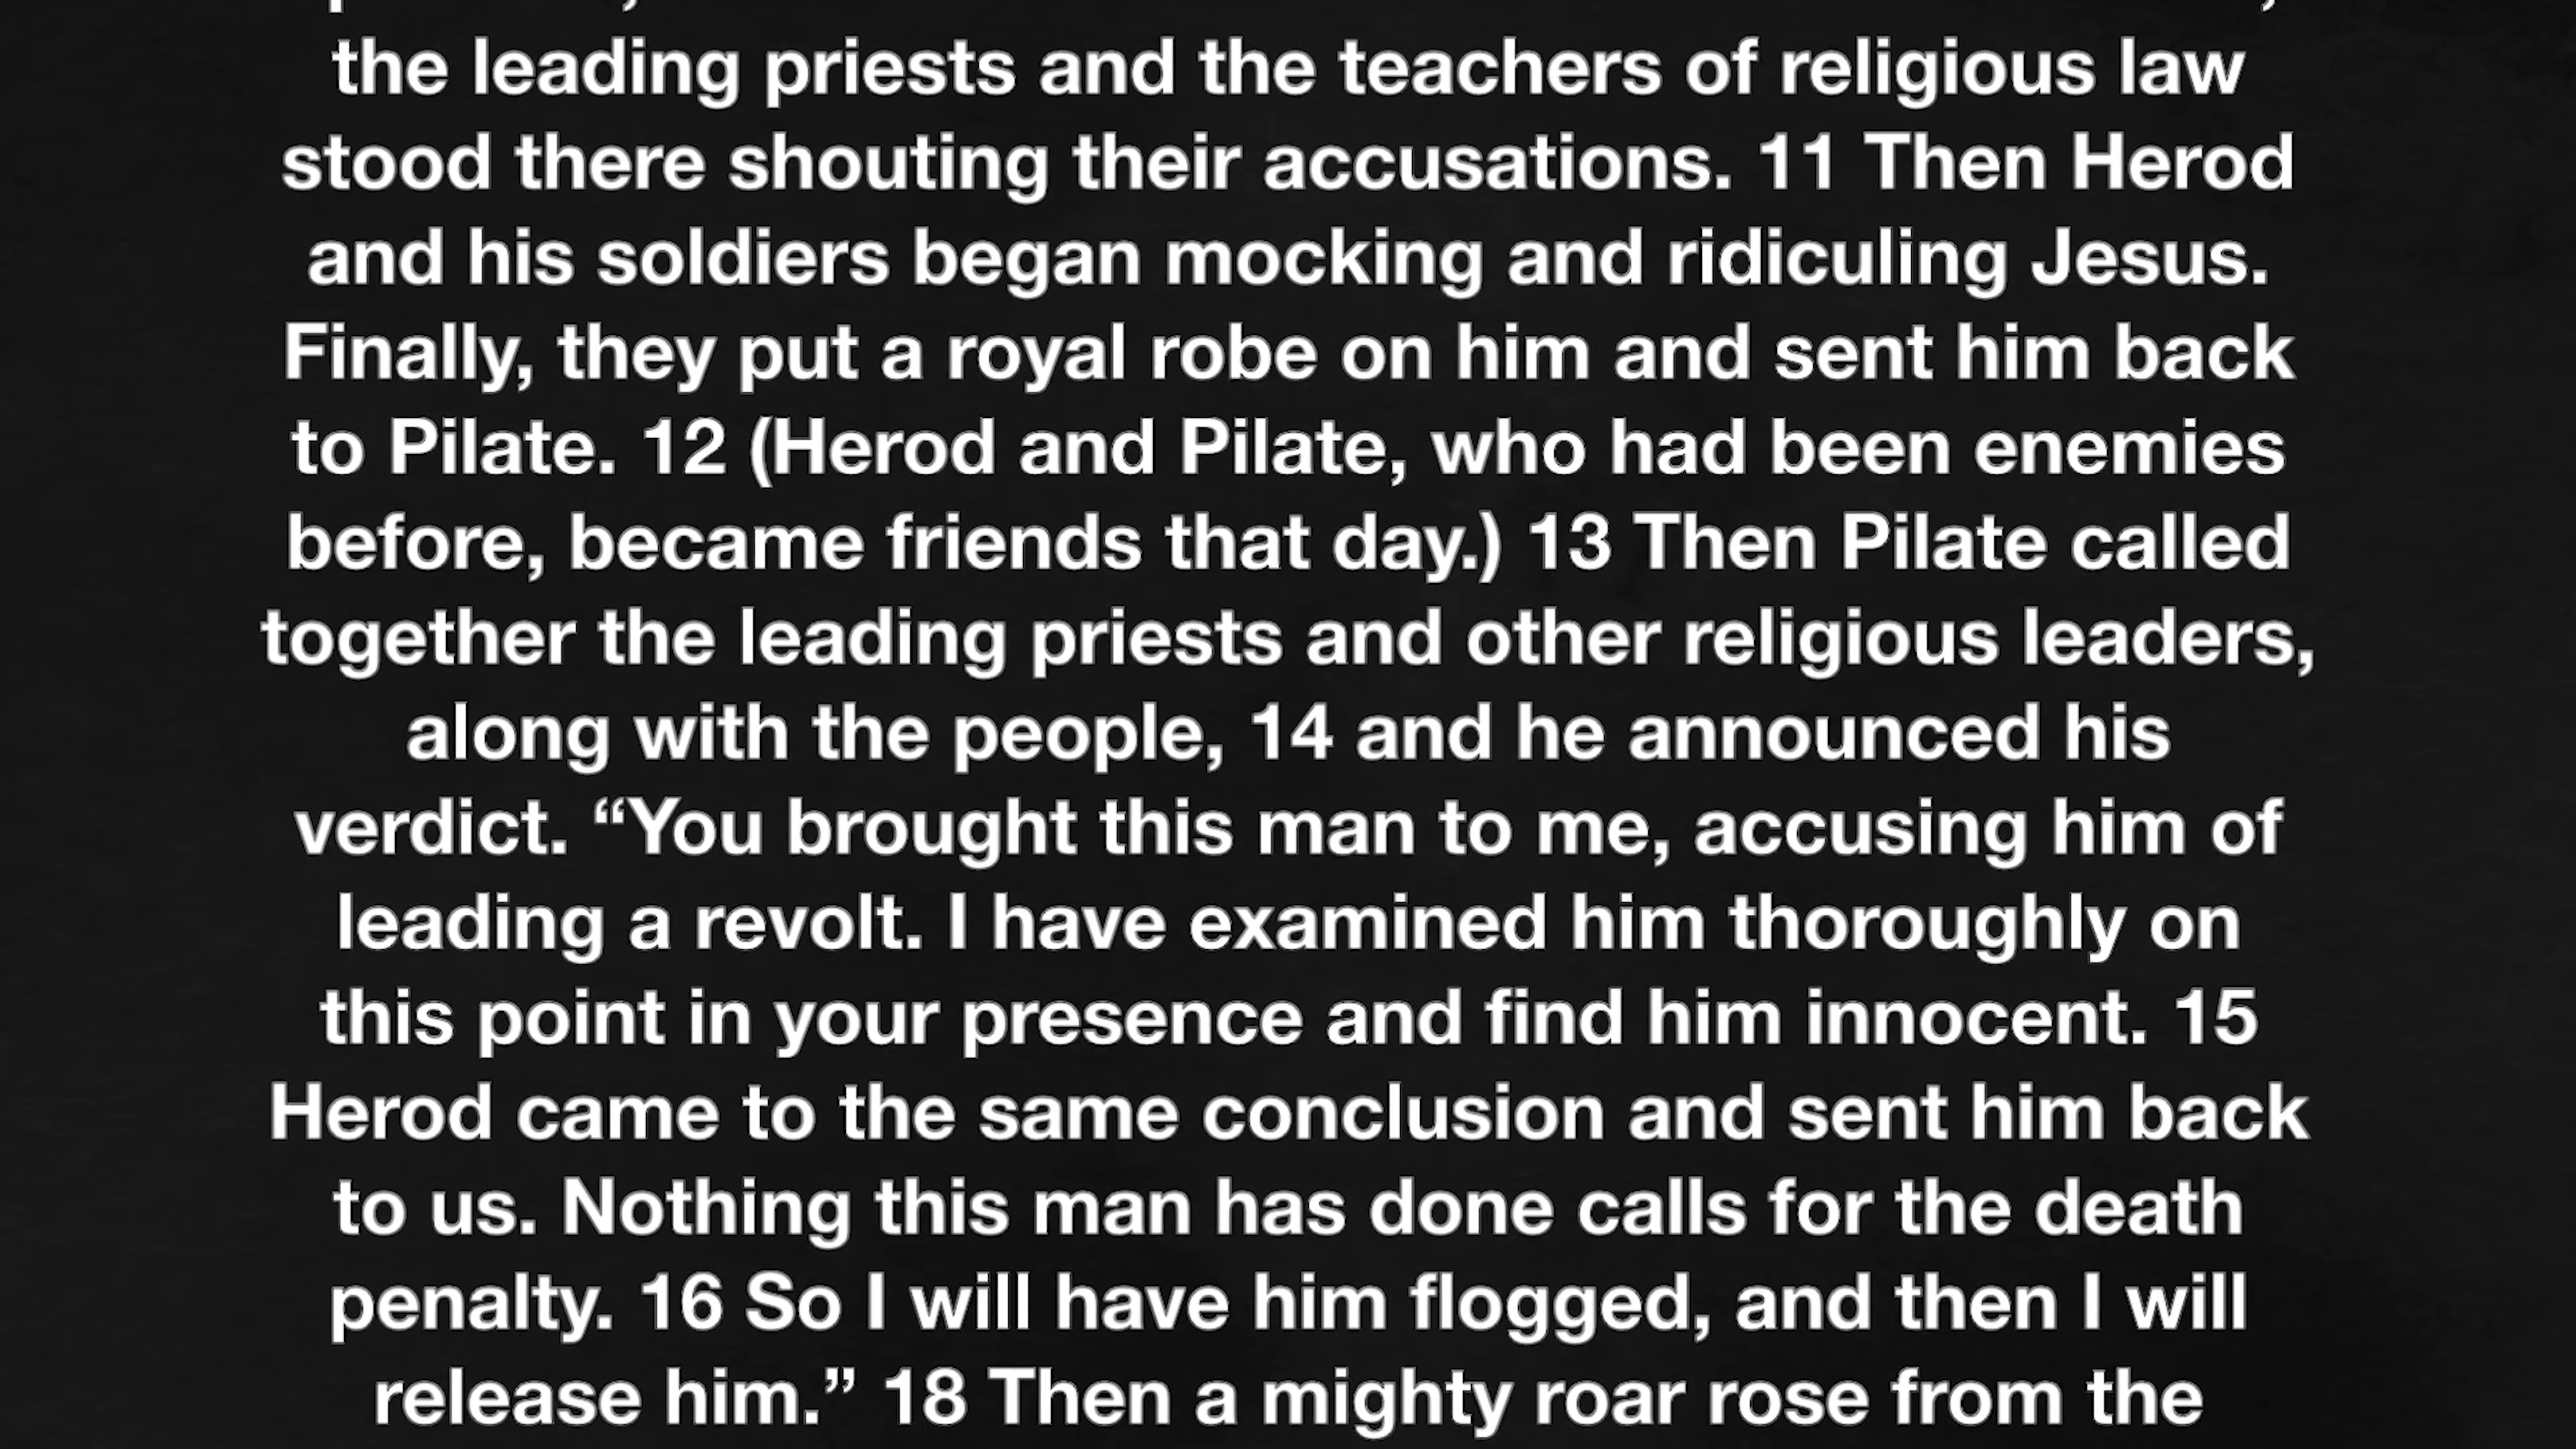 the leading priests and the teachers of religious law
stood there shouting their accusations. 11 Then Herod
and his soldiers began mocking and ridiculing Jesus.
Finally, they put a royal robe on him and sent him back
to Pilate. 12 (Herod and Pilate, who had been enemies
before, became friends that day.) 13 Then Pilate called
together the leading priests and other religious leaders,
along with the people, 14 and he announced his
verdict. “You brought this man to me, accusing him of
leading a revolt. I have examined him thoroughly on
this point in your presence and find him innocent. 15
Herod came to the same conclusion and sent him back
to us. Nothing this man has done calls for the death
penalty. 16 So I will have him flogged, and then I will
release him.” 18 Then a mighty roar rose from the